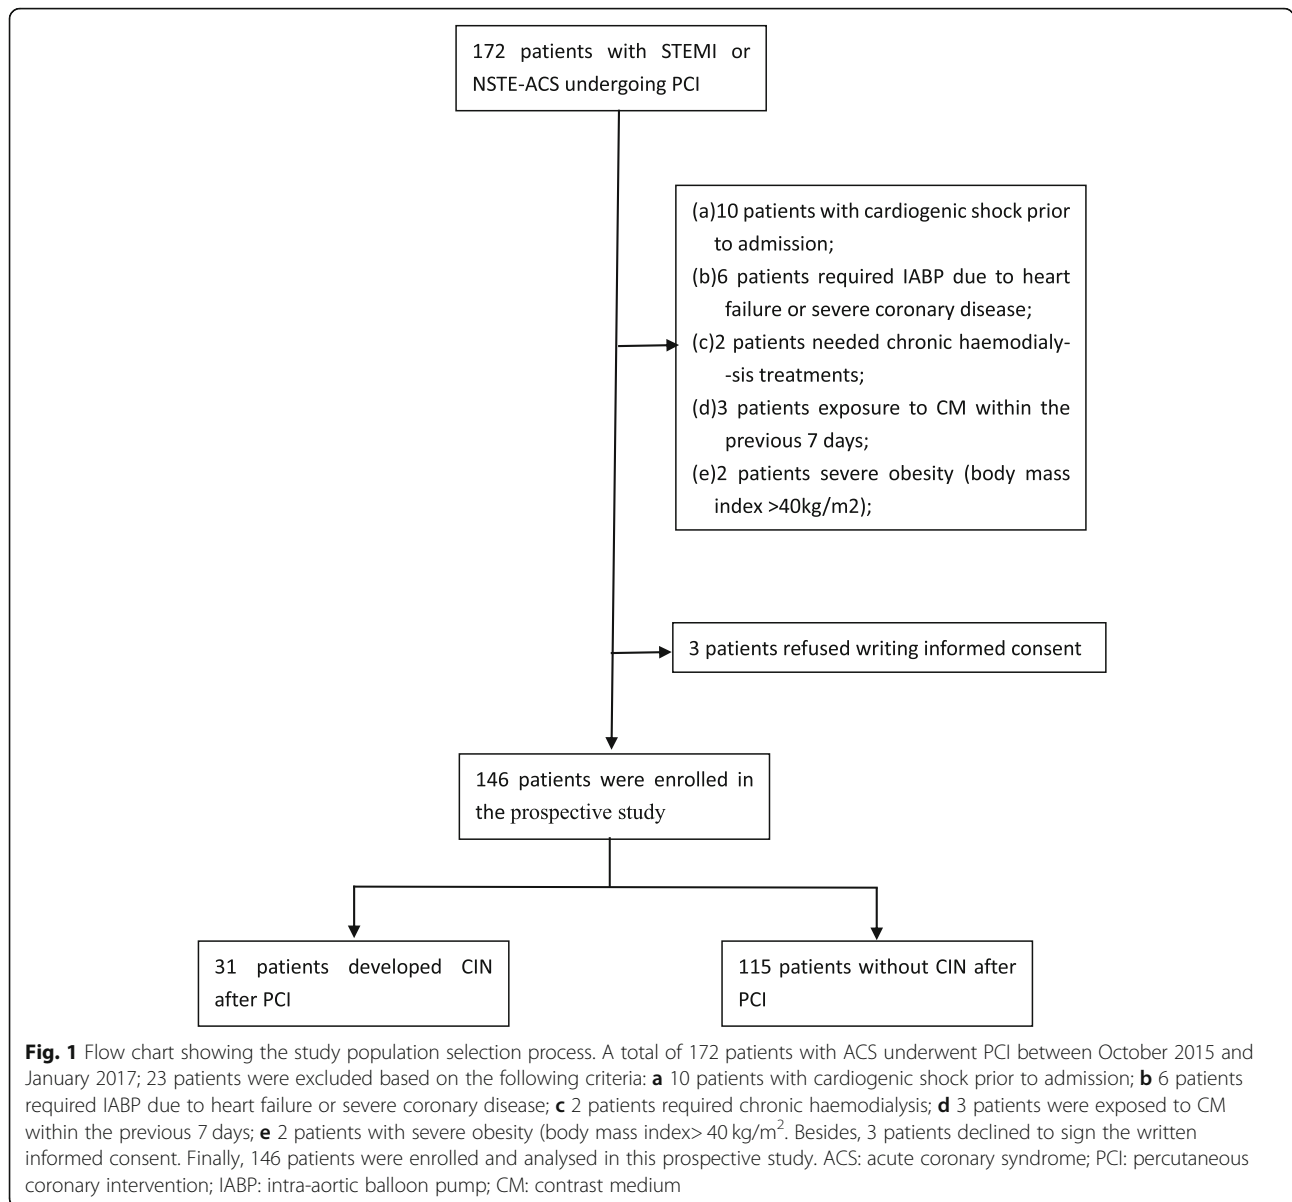 172 patients with STEMI or
NSTE-ACS undergoing PCI
(a)10 patients with cardiogenic shock prior
to admission;
(b)6 patients required IABP due to heart
failure or severe coronary disease;
(c)2 patients needed chronic haemodialy-
-sis treatments;
(d)3 patients exposure to CM within the
previous 7 days;
(e)2 patients severe obesity (body mass
index >40kg/m2);
3 patients refused writing informed consent
146 patients were enrolled in
the prospective study
31 patients developed CIN
after PCI
115 patients without CIN after
PCI
Fig. 1 Flow chart showing the study population selection process. A total of 172 patients with ACS underwent PCI between October 2015 and
January 2017; 23 patients were excluded based on the following criteria: a 10 patients with cardiogenic shock prior to admission; b 6 patients
required IABP due to heart failure or severe coronary disease; c 2 patients required chronic haemodialysis; d 3 patients were exposed to CM
within the previous 7 days; e 2 patients with severe obesity (body mass index> 40 kg/m². Besides, 3 patients declined to sign the written
informed consent. Finally, 146 patients were enrolled and analysed in this prospective study. ACS: acute coronary syndrome; PCI: percutaneous
coronary intervention; IABP: intra-aortic balloon pump; CM: contrast medium